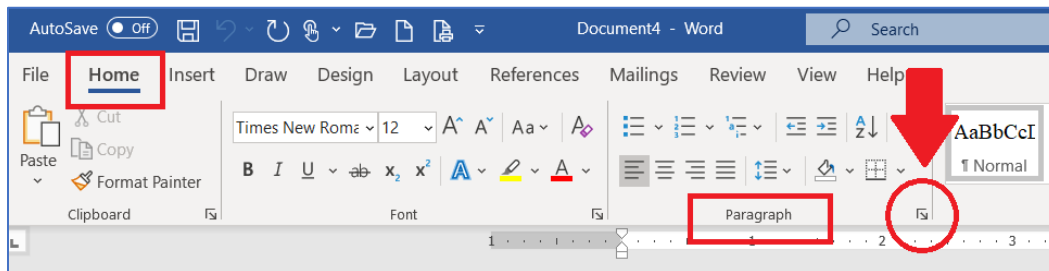 AutoSave Off Document4 - Word Search
File Home Insert Draw Design Layout References Mailings Review View Help
Cut
Copy
Paste
Format Painter
Times New Roma 12 A A Aa A
B I U ab x₂ x² A A
A Z
AaBbCcI
¶ Normal
Clipboard Font Paragraph
1 1 2 3